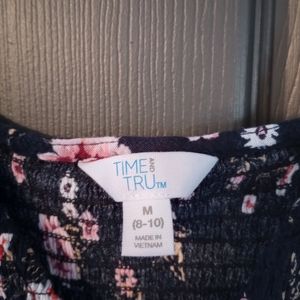 TIME AND
TRU™
M
(8-10)
MADE IN
VIETNAM